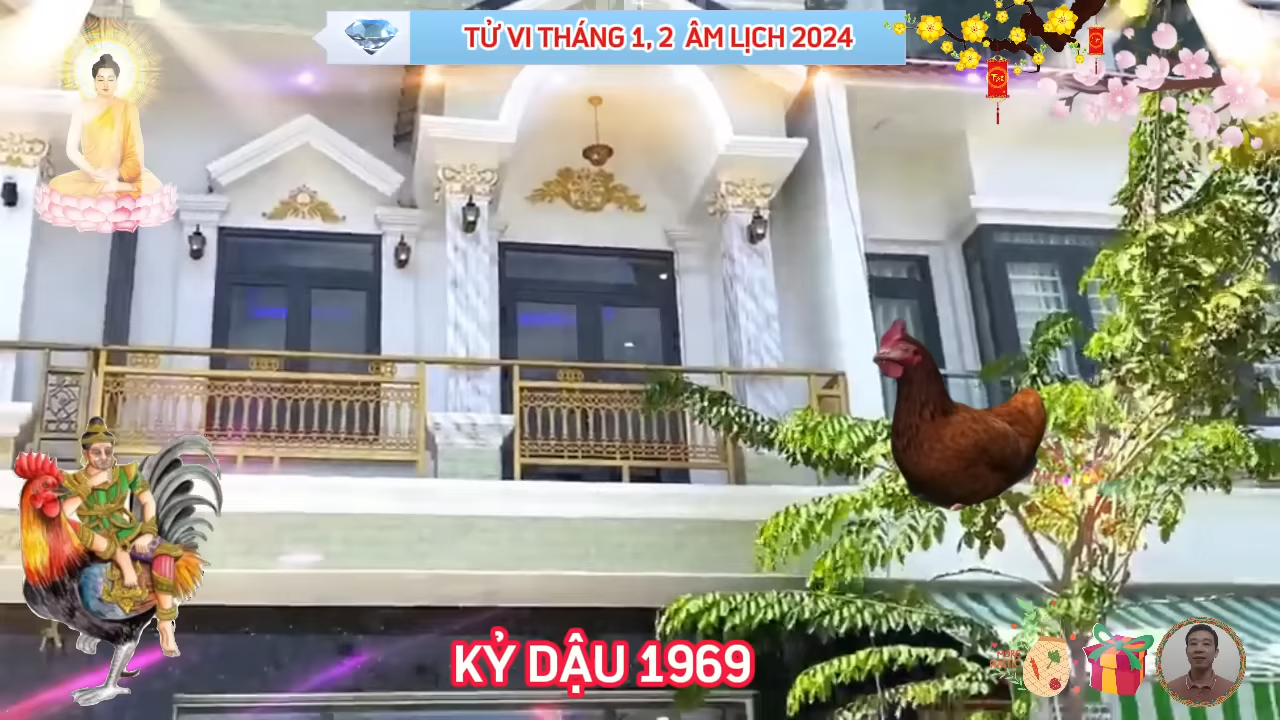 TỬ VI THÁNG 1, 2 ÂM LỊCH 2024
KỶ DẬU 1969